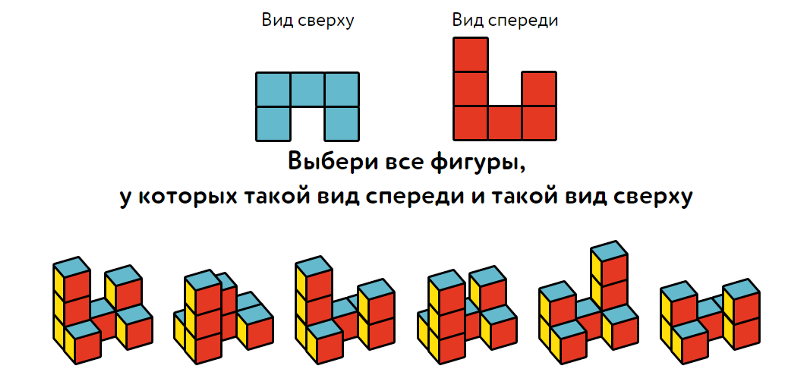 Вид сверху
Вид спереди
Выбери все фигуры,
у которых такой вид спереди и такой вид сверху